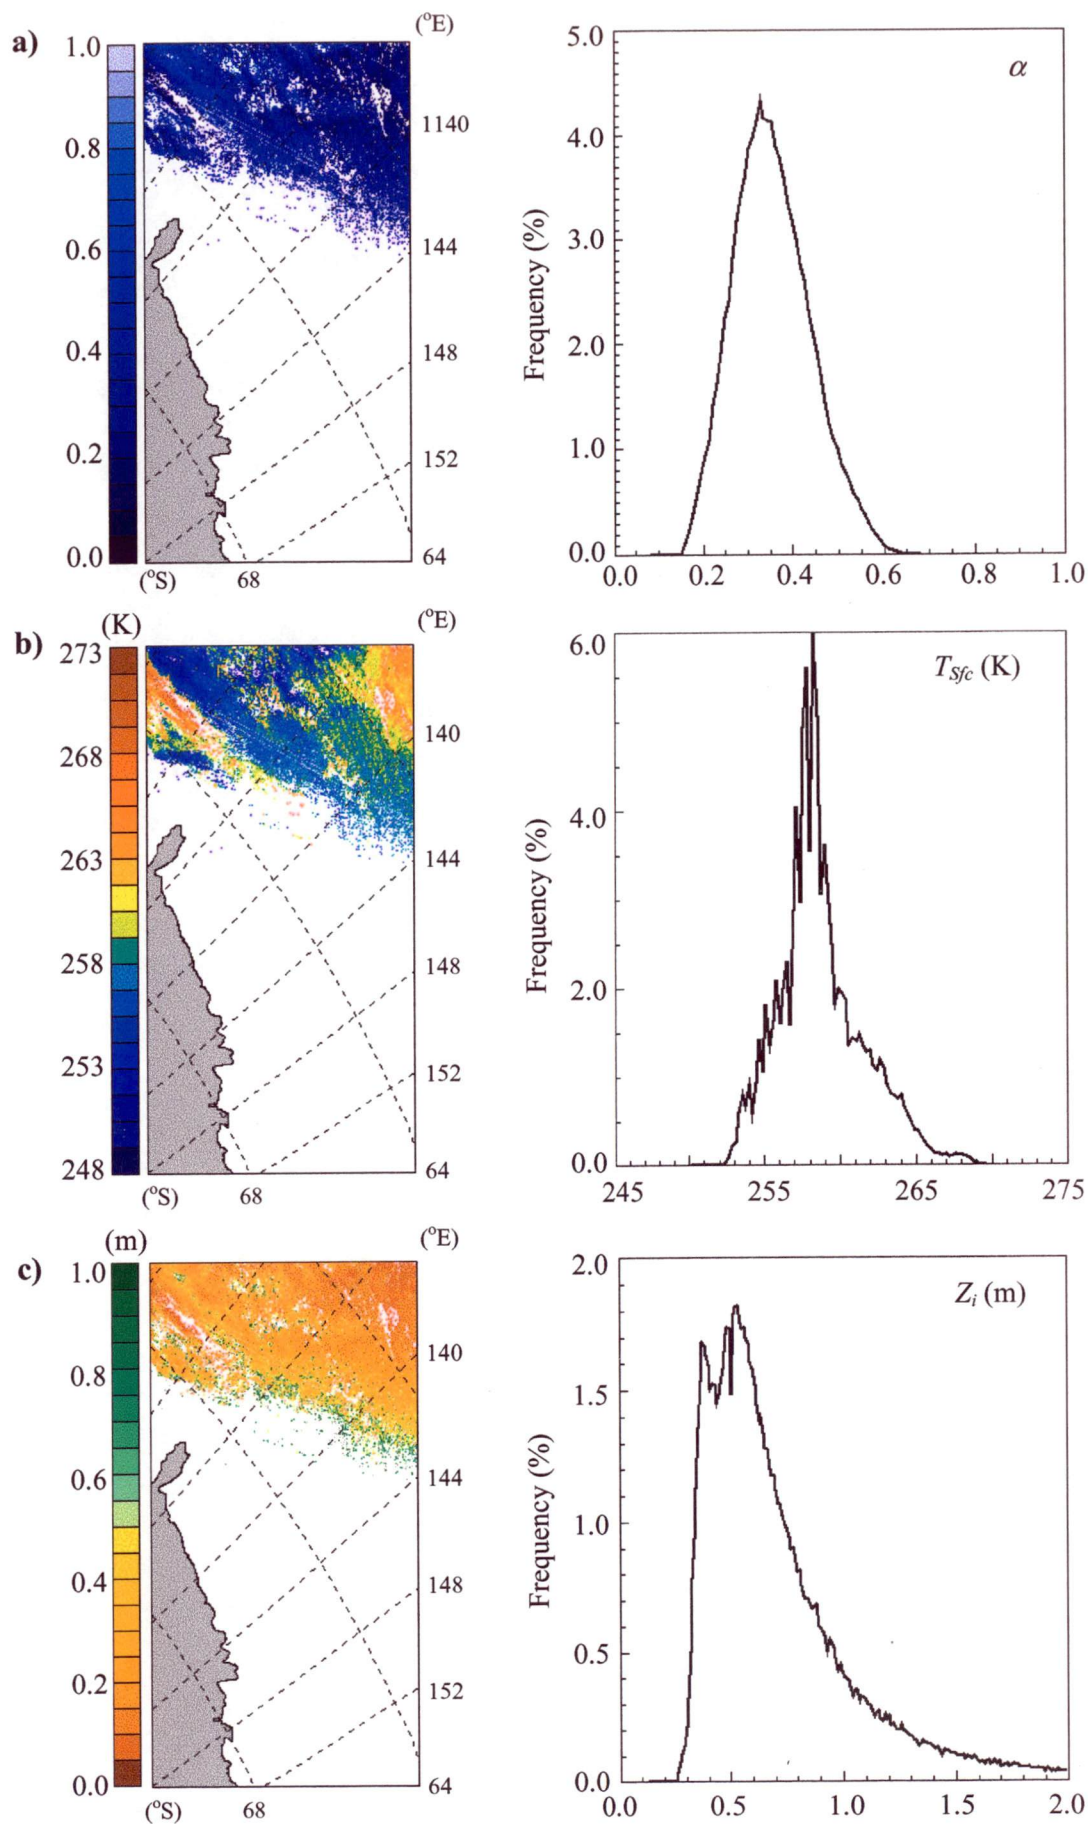 a)
(°E)
1.0
0.8
0.6
0.4
0.2
0.0
1140
144
148
152
64
(°S) 68
α
Frequency (%)
5.0
4.0
3.0
2.0
1.0
0.0
0.0 0.2 0.4 0.6 0.8 1.0
b)
(K)
(°E)
273
268
263
258
253
248
140
144
148
152
64
(°S) 68
T_Sfc (K)
Frequency (%)
6.0
4.0
2.0
0.0
245 255 265 275
c)
(m)
(°E)
1.0
0.8
0.6
0.4
0.2
0.0
140
144
148
152
64
(°S) 68
Z_i (m)
Frequency (%)
2.0
1.5
1.0
0.5
0.0
0.0 0.5 1.0 1.5 2.0